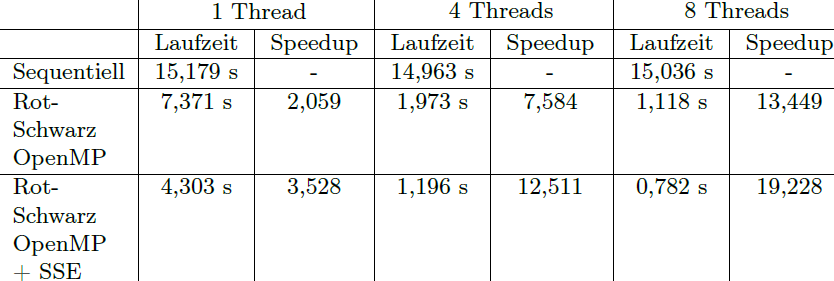 1 Thread 4 Threads 8 Threads
Laufzeit Speedup Laufzeit Speedup Laufzeit Speedup
Sequentiell 15,179 s - 14,963 s - 15,036 s -
Rot- 7,371 s 2,059 1,973 s 7,584 1,118 s 13,449
Schwarz
OpenMP
Rot- 4,303 s 3,528 1,196 s 12,511 0,782 s 19,228
Schwarz
OpenMP
+ SSE